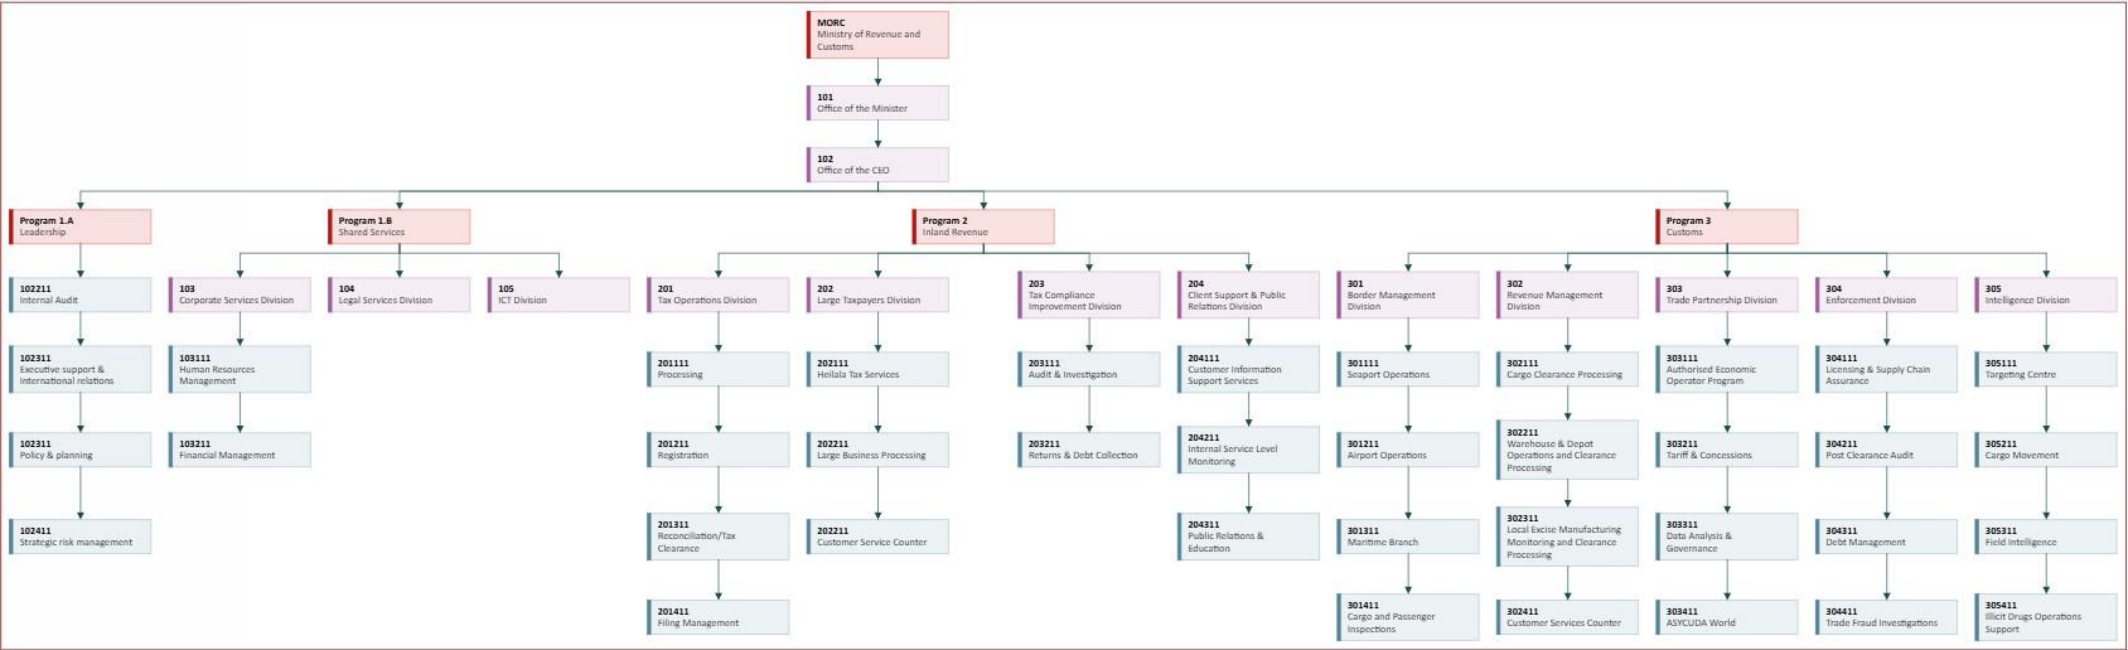 MORC
Ministry of Revenue and
Customs
101
Office of the Minister
102
Office of the CEO
Program 1.A
Leadership
Program 1.B
Shared Services
Program 2
Inland Revenue
Program 3
Customs
102211
Internal Audit
103
Corporate Services Division
104
Legal Services Division
105
ICT Division
201
Tax Operations Division
202
Large Taxpayers Division
203
Tax Compliance
Improvement Division
204
Client Support & Public
Relations Division
301
Border Management
Division
302
Revenue Management
Division
303
Trade Partnership Division
304
Enforcement Division
305
Intelligence Division
102311
Executive support &
International relations
103111
Human Resources
Management
201111
Processing
202111
Heilala Tax Services
203111
Audit & Investigation
204111
Customer Information
Support Services
301111
Seaport Operations
302111
Cargo Clearance Processing
303111
Authorised Economic
Operator Program
304111
Licensing & Supply Chain
Assurance
305111
Targeting Centre
102311
Policy & planning
103211
Financial Management
201211
Registration
202211
Large Business Processing
203211
Returns & Debt Collection
204211
Internal Service Level
Monitoring
301211
Airport Operations
302211
Warehouse & Depot
Operations and Clearance
Processing
303211
Tariff & Concessions
304211
Post Clearance Audit
305211
Cargo Movement
102411
Strategic risk management
201311
Reconciliation/Tax
Clearance
202211
Customer Service Counter
204311
Public Relations &
Education
301311
Maritime Branch
302311
Local Excise Manufacturing
Monitoring and Clearance
Processing
303311
Data Analysis &
Governance
304311
Debt Management
305311
Field Intelligence
201411
Filing Management
301411
Cargo and Passenger
Inspections
302411
Customer Services Counter
303411
ASYCUDA World
304411
Trade Fraud Investigations
305411
Illicit Drugs Operations
Support